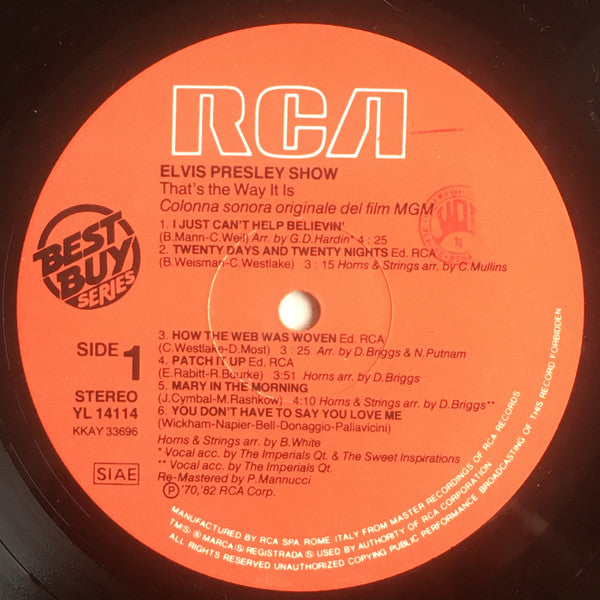 RCA
ELVIS PRESLEY SHOW
That's the Way It Is
Colonna sonora originale del film MGM
1. I JUST CAN'T HELP BELIEVIN'
(B.Mann-C.Weil) Arr. by G.D.Hardin* 4 : 25
2. TWENTY DAYS AND TWENTY NIGHTS Ed. RCA
(B.Weisman-C.Westlake) 3 : 15 Horns & Strings arr. by C.Mullins
BEST
BUY
SERIES
SIDE 1
STEREO
YL 14114
KKAY 33696
SIAE
3. HOW THE WEB WAS WOVEN Ed. RCA
(C.Westlake-D.Most) 3 : 25 Arr. by D.Briggs & N.Putnam
4. PATCH IT UP Ed. RCA
(E.Rabitt-R.Bourke) 3:51 Horns arr. by D.Briggs
5. MARY IN THE MORNING
(J.Cymbal-M.Rashkow) 4:10 Horns & Strings arr. by D.Briggs**
6. YOU DON'T HAVE TO SAY YOU LOVE ME
(Wickham-Napier-Bell-Donaggio-Pallavicini)
Horns & Strings arr. by B.White
* Vocal acc. by The Imperials Qt. & The Sweet Inspirations
** Vocal acc. by The Imperials Qt.
Re-Mastered by P.Mannucci
Ⓟ '70,'82 RCA Corp.
MANUFACTURED BY RCA SPA ROME, ITALY FROM MASTER RECORDINGS OF RCA RECORDS
TM(S) ® MARCA(S) REGISTRADA(S) USED BY AUTHORITY OF RCA CORPORATION
ALL RIGHTS RESERVED UNAUTHORIZED COPYING PUBLIC PERFORMANCE BROADCASTING OF THIS RECORD FORBIDDEN